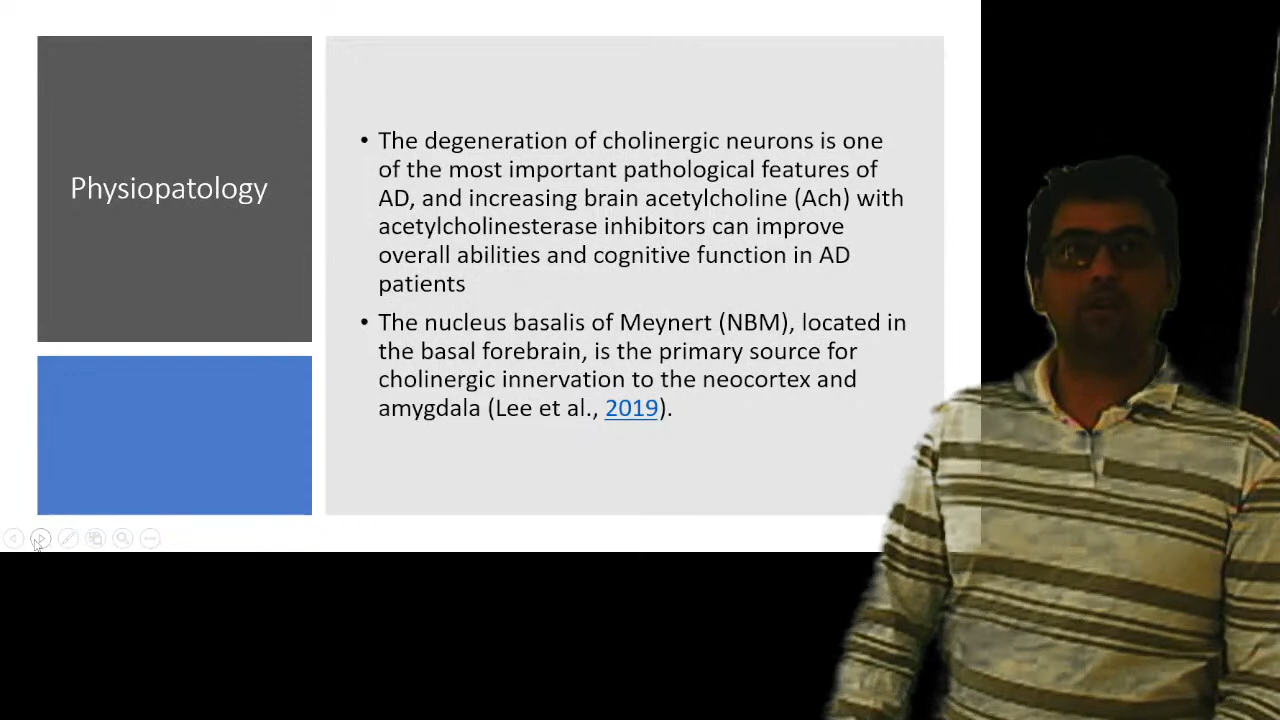 Physiopatology
• The degeneration of cholinergic neurons is one
of the most important pathological features of
AD, and increasing brain acetylcholine (Ach) with
acetylcholinesterase inhibitors can improve
overall abilities and cognitive function in AD
patients
• The nucleus basalis of Meynert (NBM), located in
the basal forebrain, is the primary source for
cholinergic innervation to the neocortex and
amygdala (Lee et al., 2019).